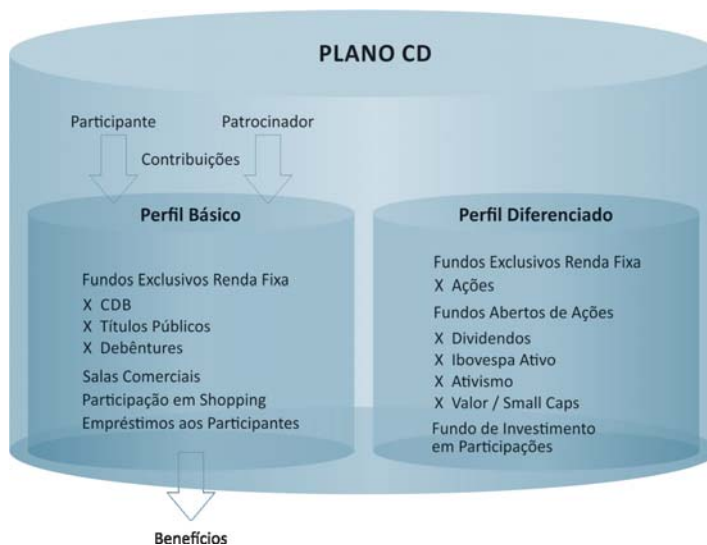 PLANO CD
Participante
Patrocinador
Contribuições
Perfil Básico
Fundos Exclusivos Renda Fixa
X CDB
X Títulos Públicos
X Debêntures
Salas Comerciais
Participação em Shopping
Empréstimos aos Participantes
Perfil Diferenciado
Fundos Exclusivos Renda Fixa
X Ações
Fundos Abertos de Ações
X Dividendos
X Ibovespa Ativo
X Ativismo
X Valor / Small Caps
Fundo de Investimento
em Participações
Benefícios